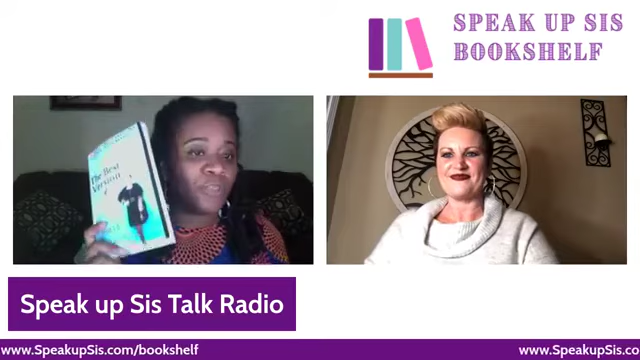 SPEAK UP SIS
BOOKSHELF
The Best
Version
Speak up Sis Talk Radio
www.SpeakupSis.com/bookshelf
www.SpeakupSis.co